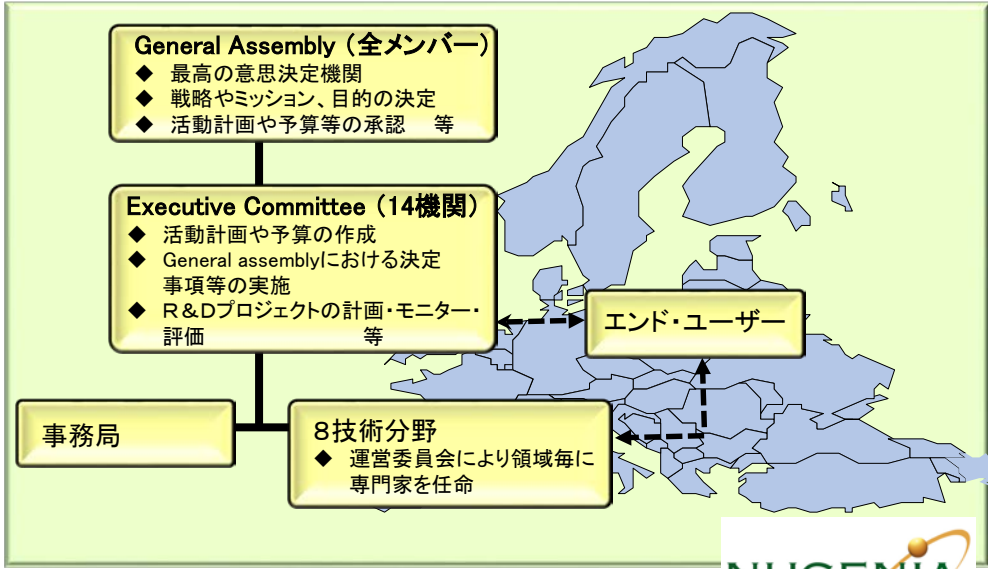 General Assembly （全メンバー）
◆ 最高の意思決定機関
◆ 戦略やミッション、目的の決定
◆ 活動計画や予算等の承認　等
Executive Committee （14機関）
◆ 活動計画や予算の作成
◆ General assemblyにおける決定
事項等の実施
◆ R＆Dプロジェクトの計画・モニター・
評価　等
エンド・ユーザー
事務局
８技術分野
◆ 運営委員会により領域毎に
専門家を任命
NUGENIA